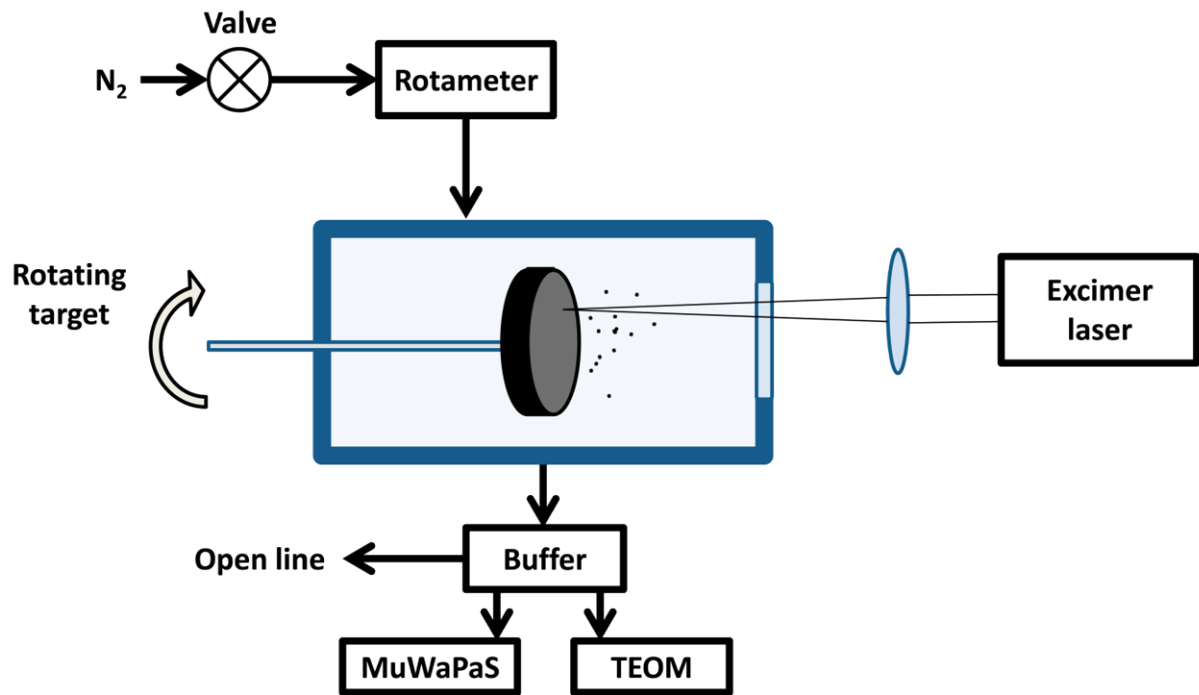 Valve
N₂
Rotameter
Rotating
target
Excimer
laser
Open line
Buffer
MuWaPaS
TEOM